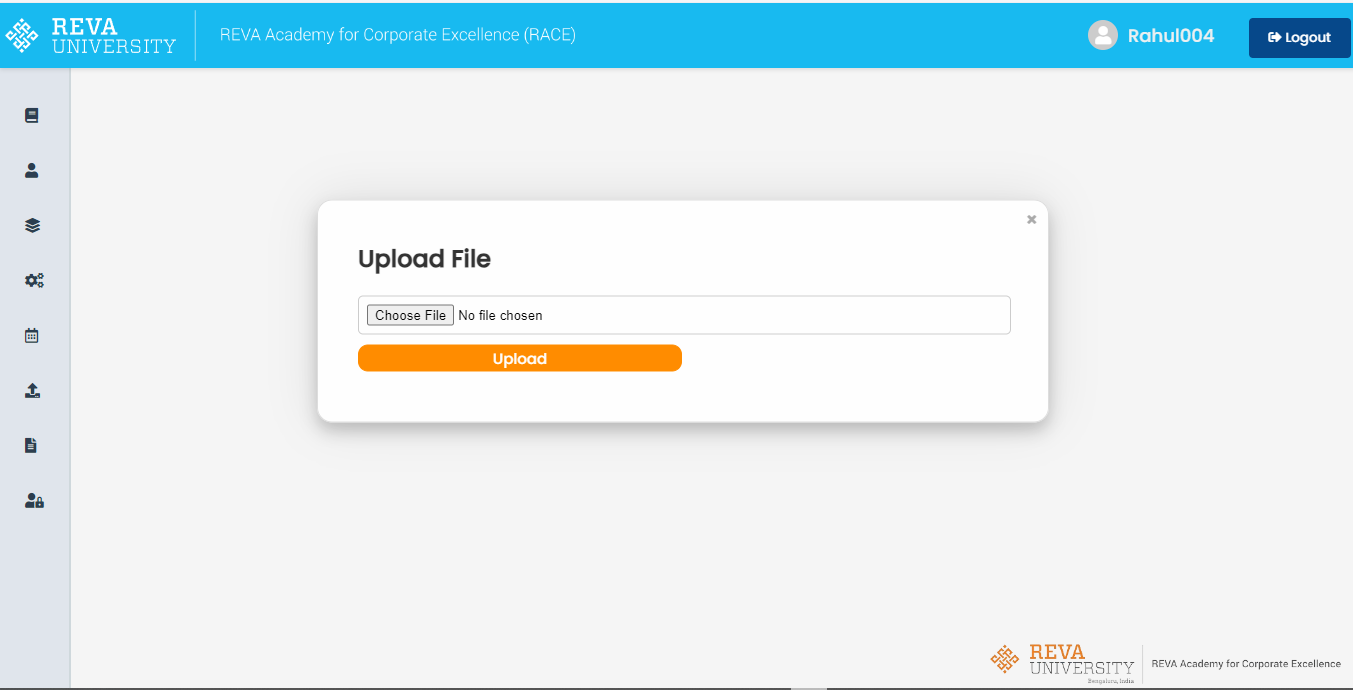 REVA
UNIVERSITY
REVA Academy for Corporate Excellence (RACE)
Rahul004
Logout
Upload File
Choose File No file chosen
Upload
REVA
UNIVERSITY
Bengaluru, India
REVA Academy for Corporate Excellence